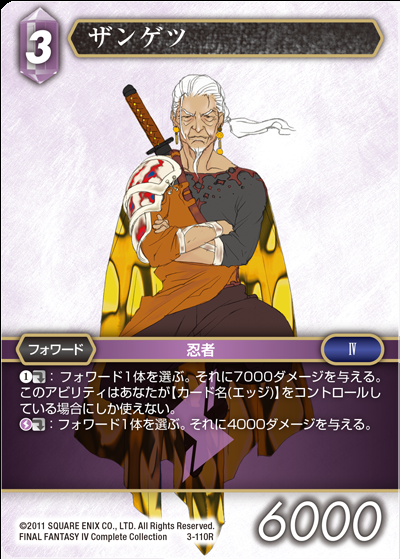 3
ザンゲツ
フォワード
忍者
IV
①：フォワード1体を選ぶ。それに7000ダメージを与える。
このアビリティはあなたが【カード名(エッジ)】をコントロールし
ている場合にしか使えない。
：フォワード1体を選ぶ。それに4000ダメージを与える。
©2011 SQUARE ENIX CO., LTD. All Rights Reserved.
FINAL FANTASY IV Complete Collection 3-110R
6000